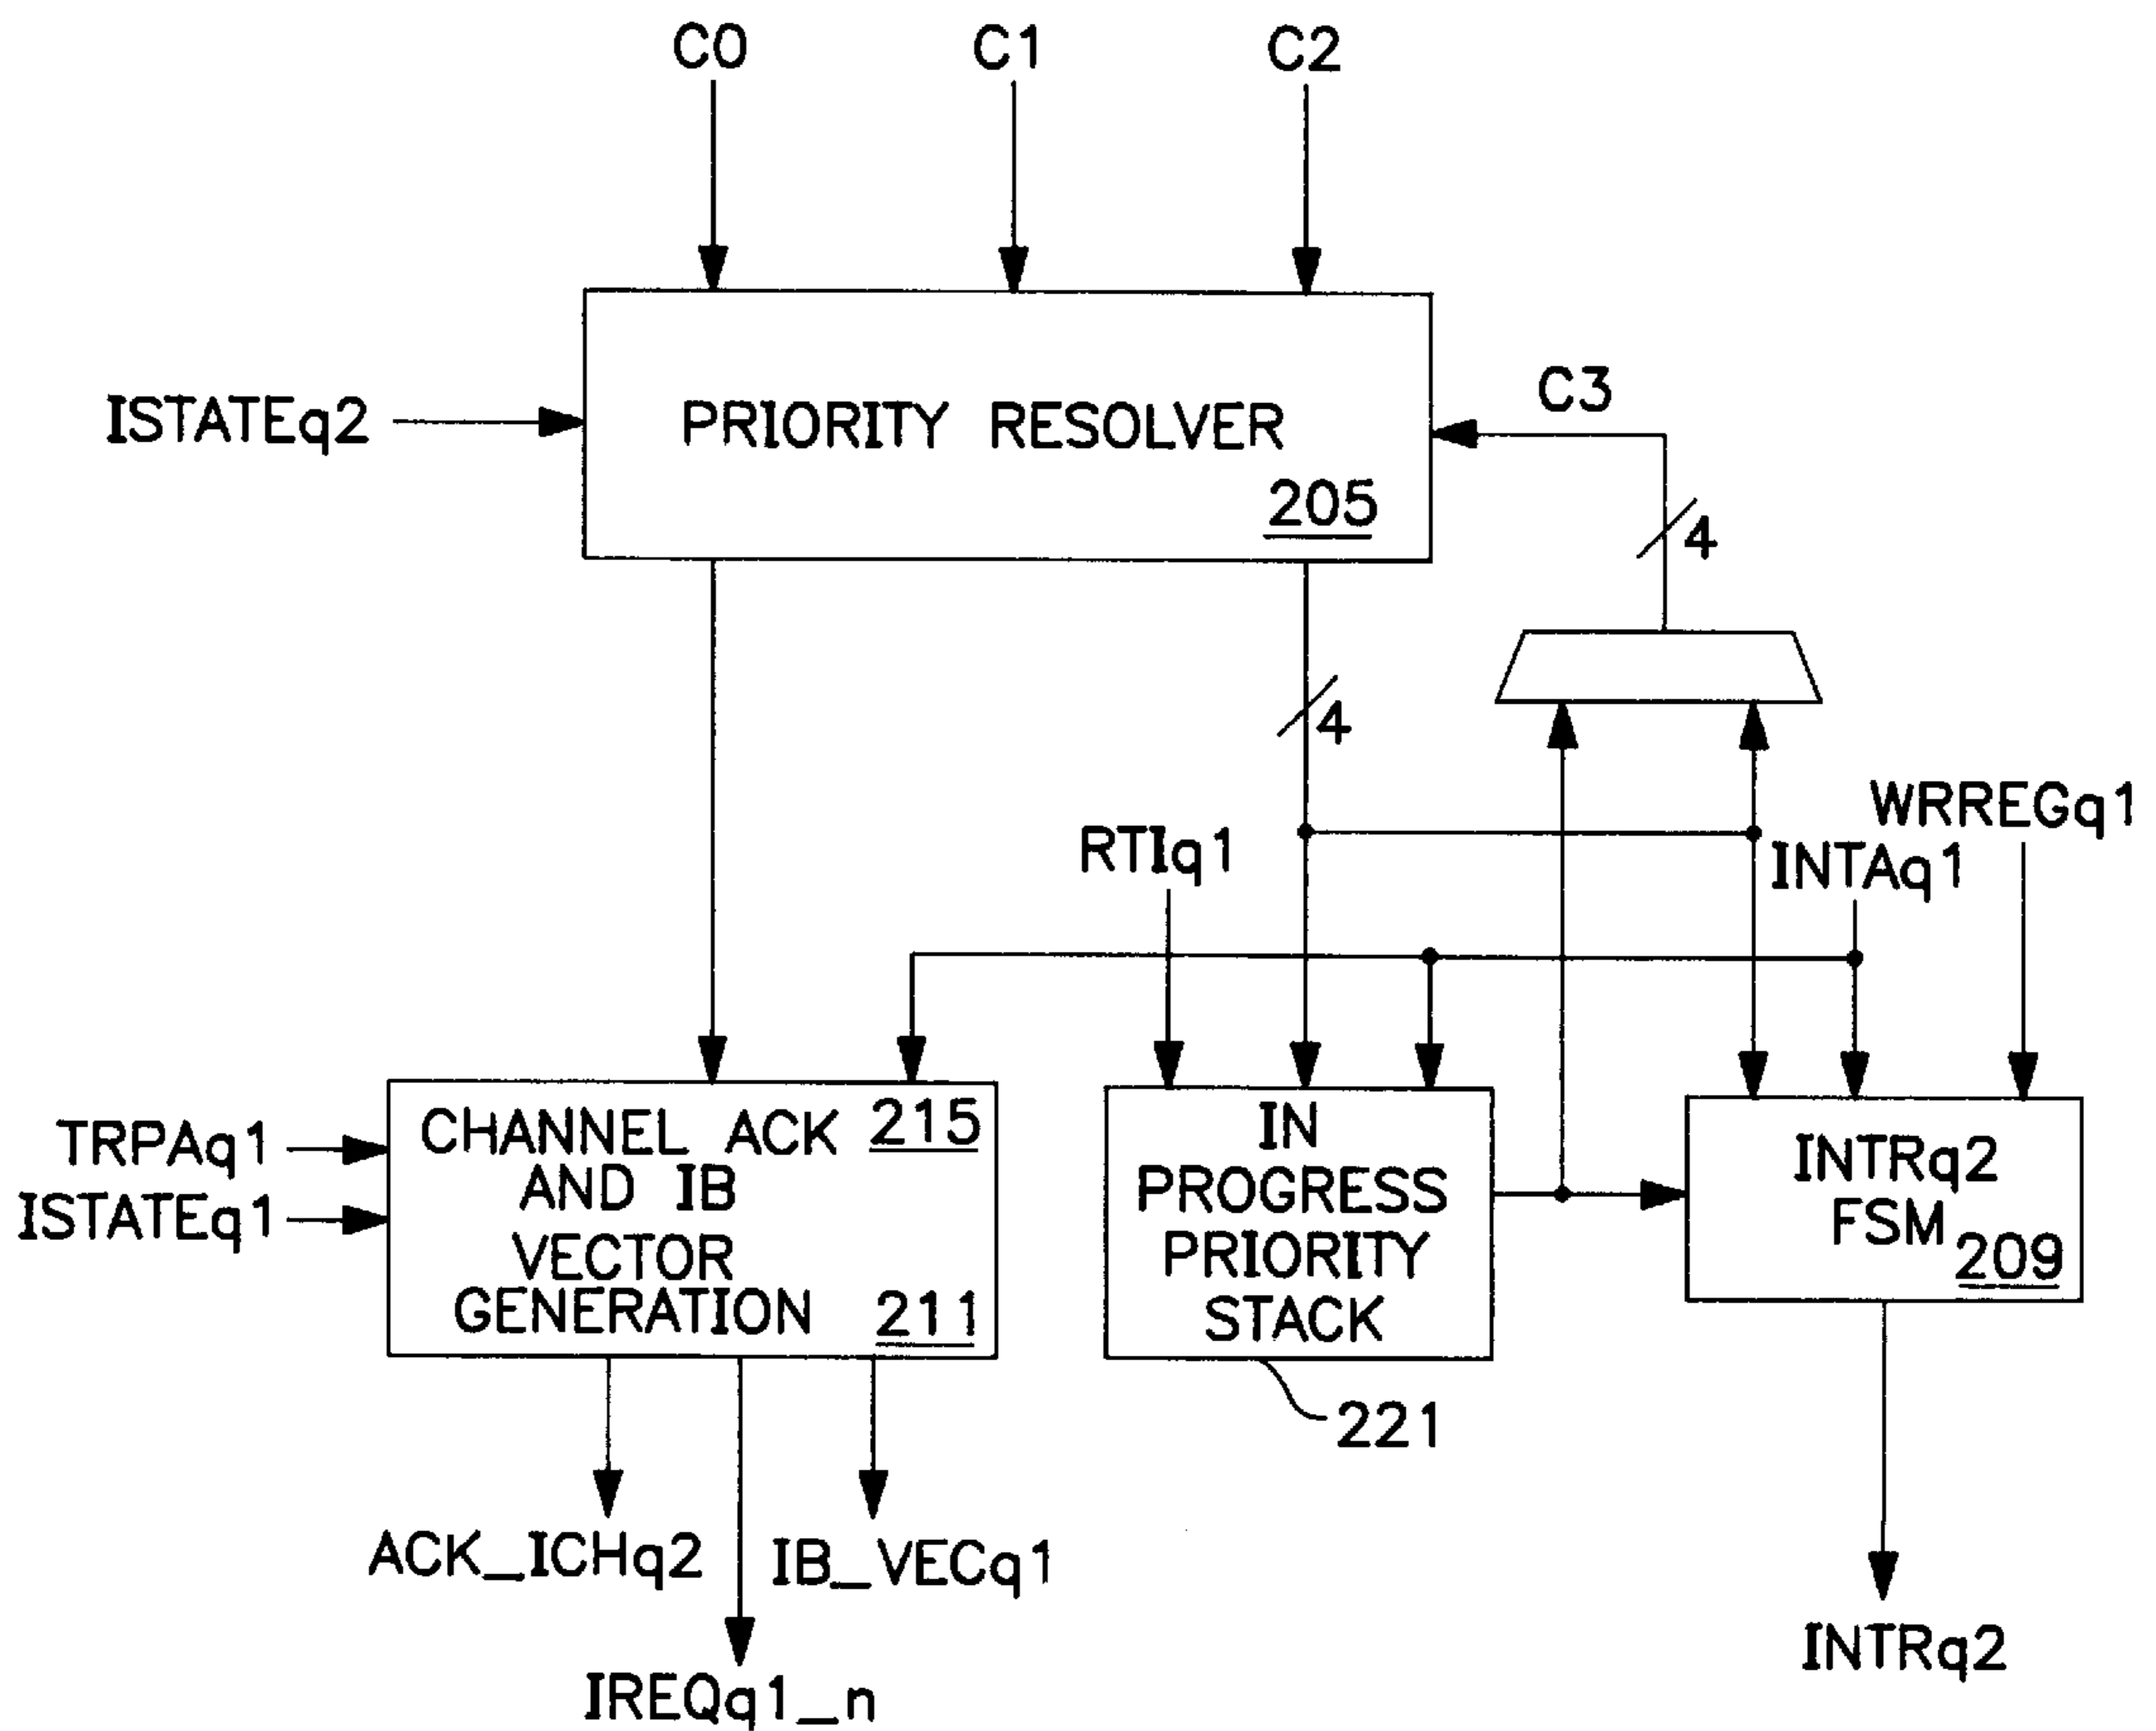 C0
C1
C2
ISTATEq2
PRIORITY RESOLVER
205
C3
4
4
WRREGq1
RTIq1
INTAq1
TRPAq1
ISTATEq1
CHANNEL ACK 215
AND IB
VECTOR
GENERATION 211
IN
PROGRESS
PRIORITY
STACK
221
INTRq2
FSM 209
ACK_ICHq2
IB_VECq1
IREQq1_n
INTRq2